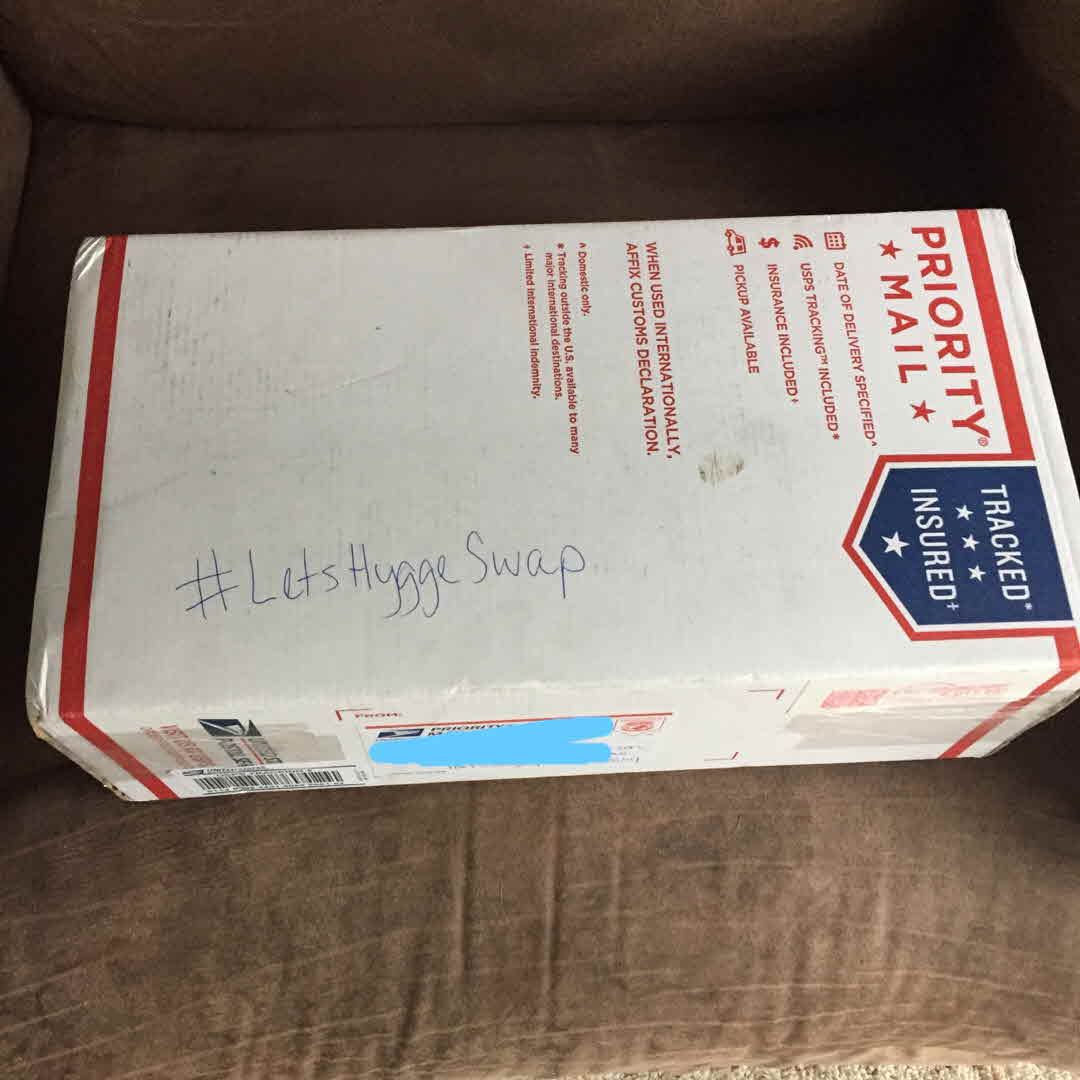 PRIORITY®
★ MAIL ★
DATE OF DELIVERY SPECIFIED^
USPS TRACKING™ INCLUDED*
$ INSURANCE INCLUDED+
PICKUP AVAILABLE
WHEN USED INTERNATIONALLY,
AFFIX CUSTOMS DECLARATION.
^ Domestic only.
* Tracking outside the U.S. available to many
major international destinations.
+ Limited international indemnity.
TRACKED*
★ ★ ★
INSURED+
★
#LetsHyggeSwap
FROM:
PRIORITY